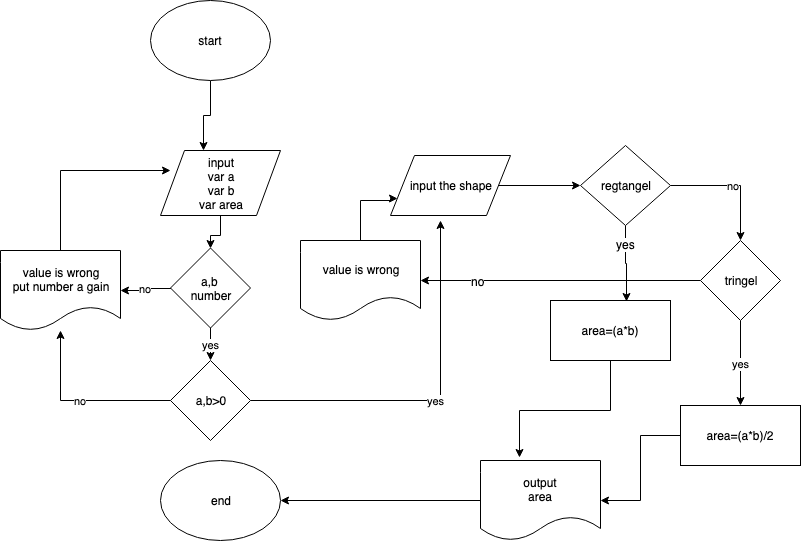 start
input
var a
var b
var area
value is wrong
put number a gain
no
a,b
number
yes
no
a,b>0
yes
input the shape
regtangel
no
yes
value is wrong
no
tringel
area=(a*b)
yes
area=(a*b)/2
output
area
end